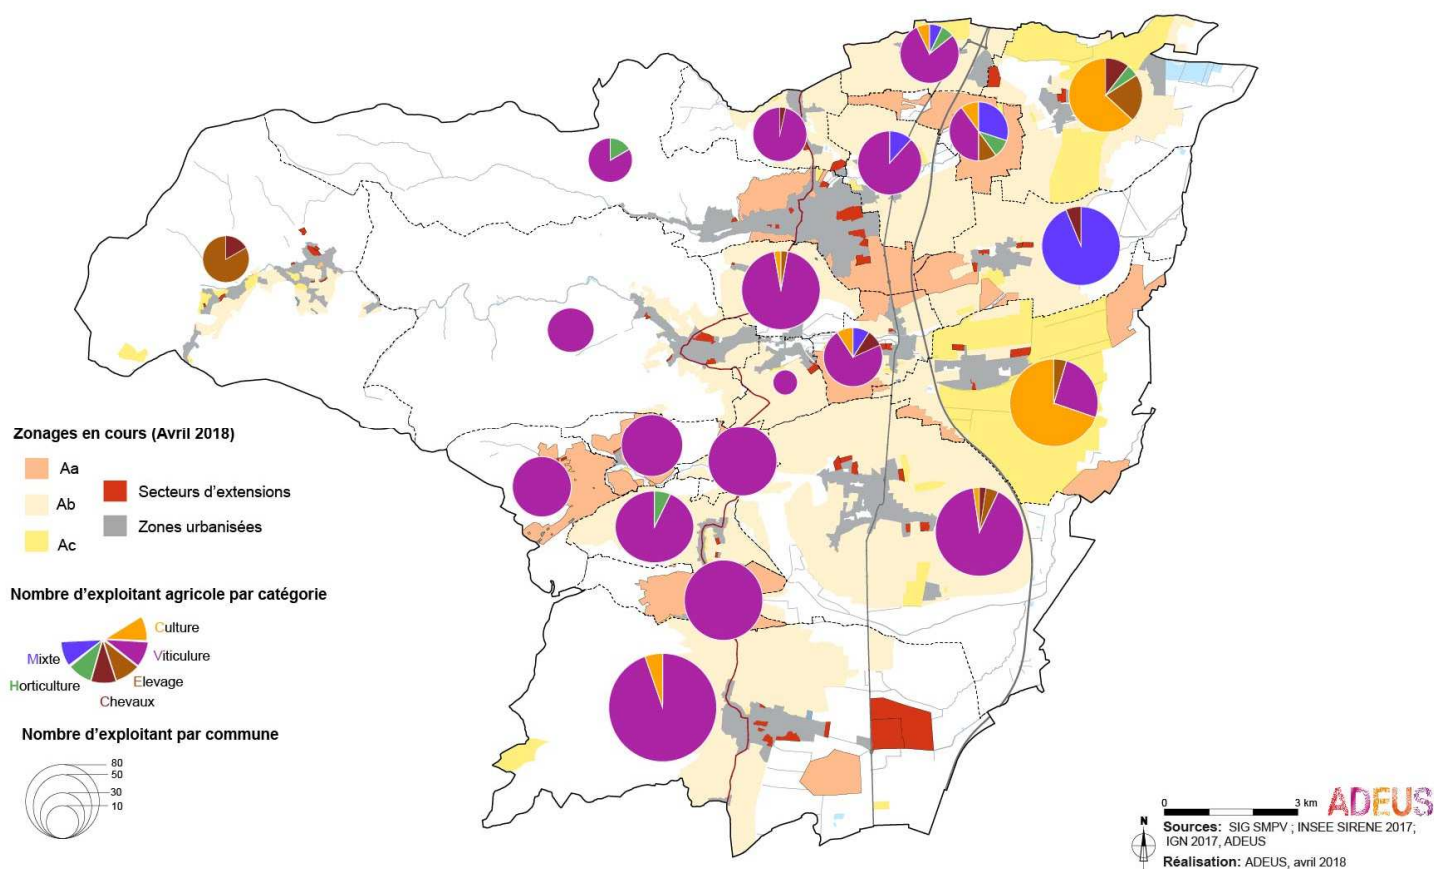 Zonages en cours (Avril 2018)
Aa
Ab
Ac
Secteurs d’extensions
Zones urbanisées
Nombre d’exploitant agricole par catégorie
Culture
Viticulure
Elevage
Chevaux
Horticulture
Mixte
Nombre d’exploitant par commune
80
50
30
10
0 3 km
ADEUS
N
Sources: SIG SMPV ; INSEE SIRENE 2017;
IGN 2017, ADEUS
Réalisation: ADEUS, avril 2018